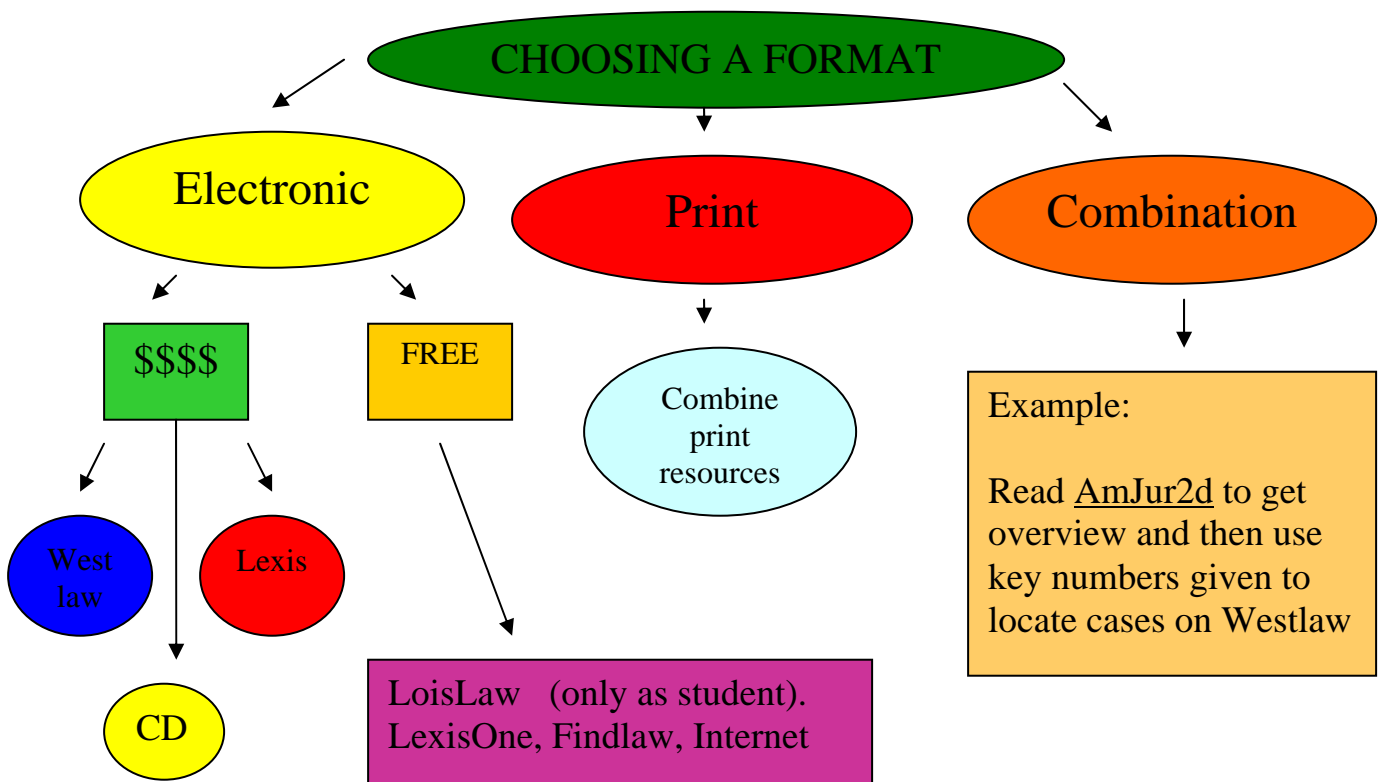 CHOOSING A FORMAT
Electronic
Print
Combination
$$$$
FREE
Combine
print
resources
Example:
Read AmJur2d to get
overview and then use
key numbers given to
locate cases on Westlaw
West
law
Lexis
CD
LoisLaw (only as student).
LexisOne, Findlaw, Internet